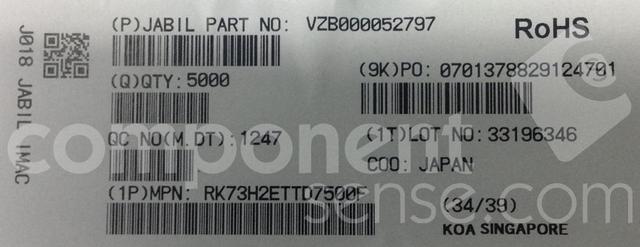 (P)JABIL PART NO: VZB000052797
RoHS
(Q)QTY: 5000
(9K)PO: 0701378829124701
QC NO(M.DT): 1247
(1T)LOT NO: 33196346
COO: JAPAN
(1P)MPN: RK73H2ETTD7500F
(34/39)
KOA SINGAPORE
J018 JABIL IMAC
component
sense.com